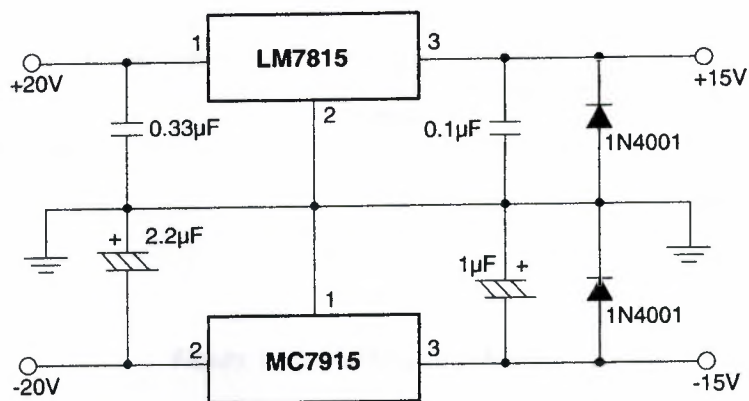 1
LM7815
3
+20V
+15V
2
0.33µF
0.1µF
1N4001
+
2.2µF
1µF
+
1
1N4001
2
MC7915
3
-20V
-15V